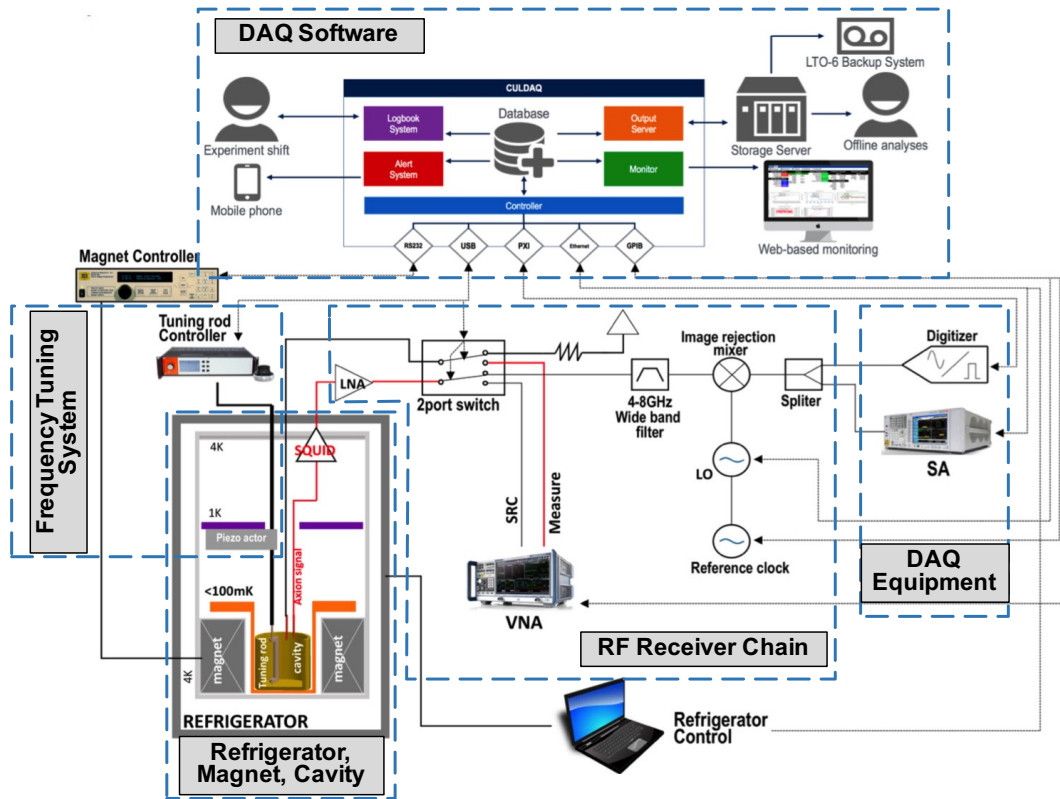 DAQ Software
LTO-6 Backup System
CULDAQ
Logbook
System
Database
Output
Server
Experiment shift
Storage Server
Offline analyses
Alert
System
Monitor
Mobile phone
Controller
RS232
USB
PXI
Ethernet
GPIB
Web-based monitoring
Magnet Controller
Tuning rod
Controller
Image rejection
mixer
Digitizer
LNA
2port switch
4-8GHz
Wide band
filter
Spliter
Frequency Tuning
System
4K
SQUID
LO
SA
1K
Piezo actor
SRC
Measure
Axion signal
Reference clock
DAQ
Equipment
<100mK
VNA
RF Receiver Chain
magnet
Tuning rod
cavity
magnet
4K
REFRIGERATOR
Refrigerator
Control
Refrigerator,
Magnet, Cavity